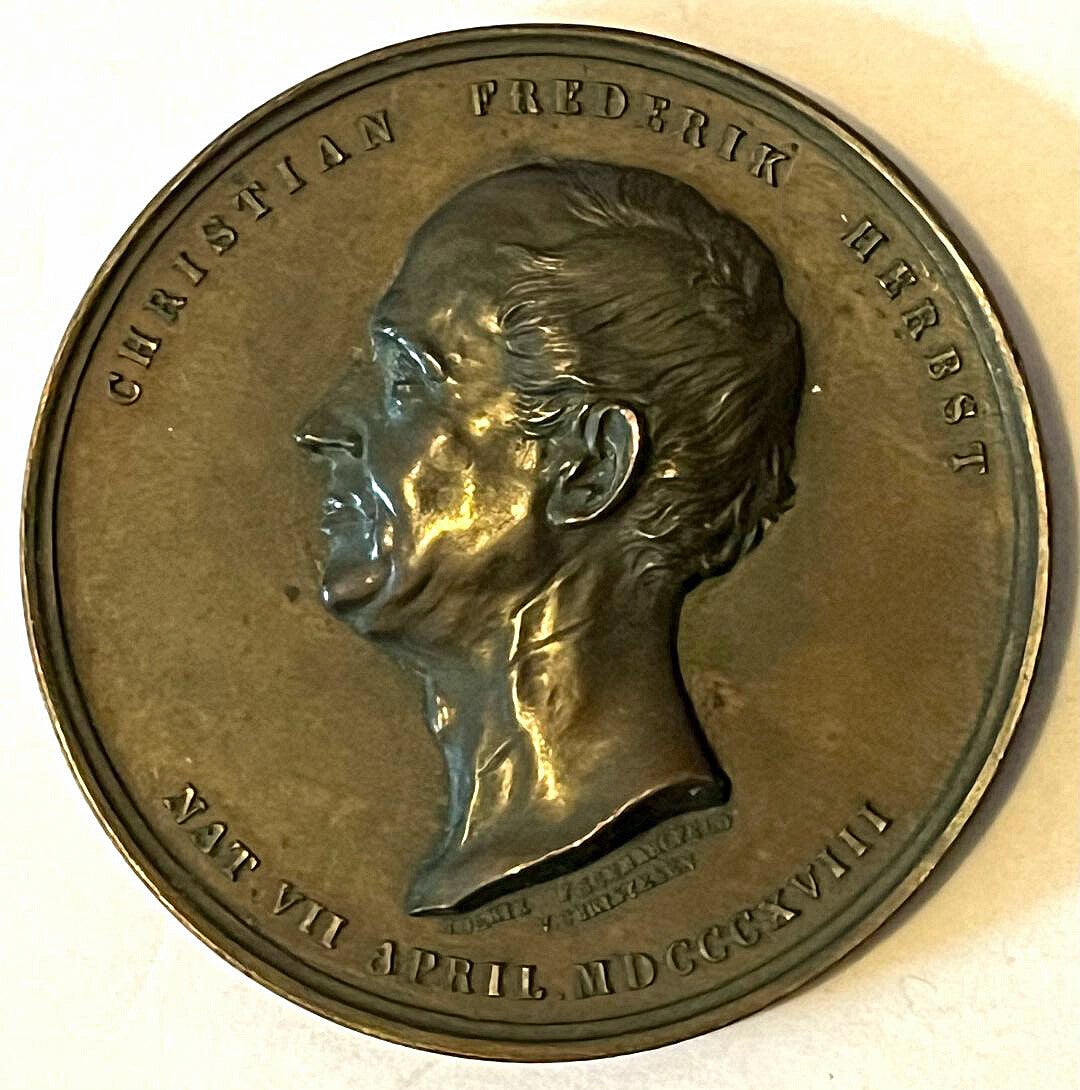 CHRISTIAN FREDERIK HERBST
NAT. VII APRIL MDCCCXVIII